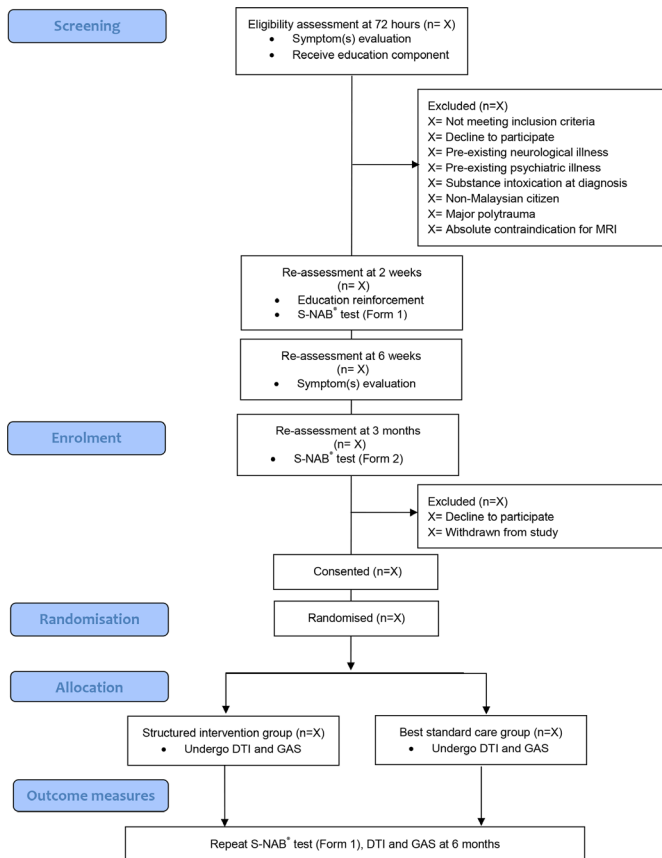 Screening
Eligibility assessment at 72 hours (n= X)
• Symptom(s) evaluation
• Receive education component
Excluded (n=X)
X= Not meeting inclusion criteria
X= Decline to participate
X= Pre-existing neurological illness
X= Pre-existing psychiatric illness
X= Substance intoxication at diagnosis
X= Non-Malaysian citizen
X= Major polytrauma
X= Absolute contraindication for MRI
Re-assessment at 2 weeks
(n= X)
• Education reinforcement
• S-NAB® test (Form 1)
Re-assessment at 6 weeks
(n= X)
• Symptom(s) evaluation
Enrolment
Re-assessment at 3 months
(n= X)
• S-NAB® test (Form 2)
Excluded (n=X)
X= Decline to participate
X= Withdrawn from study
Consented (n=X)
Randomisation
Randomised (n=X)
Allocation
Structured intervention group (n=X)
• Undergo DTI and GAS
Best standard care group (n=X)
• Undergo DTI and GAS
Outcome measures
Repeat S-NAB® test (Form 1), DTI and GAS at 6 months